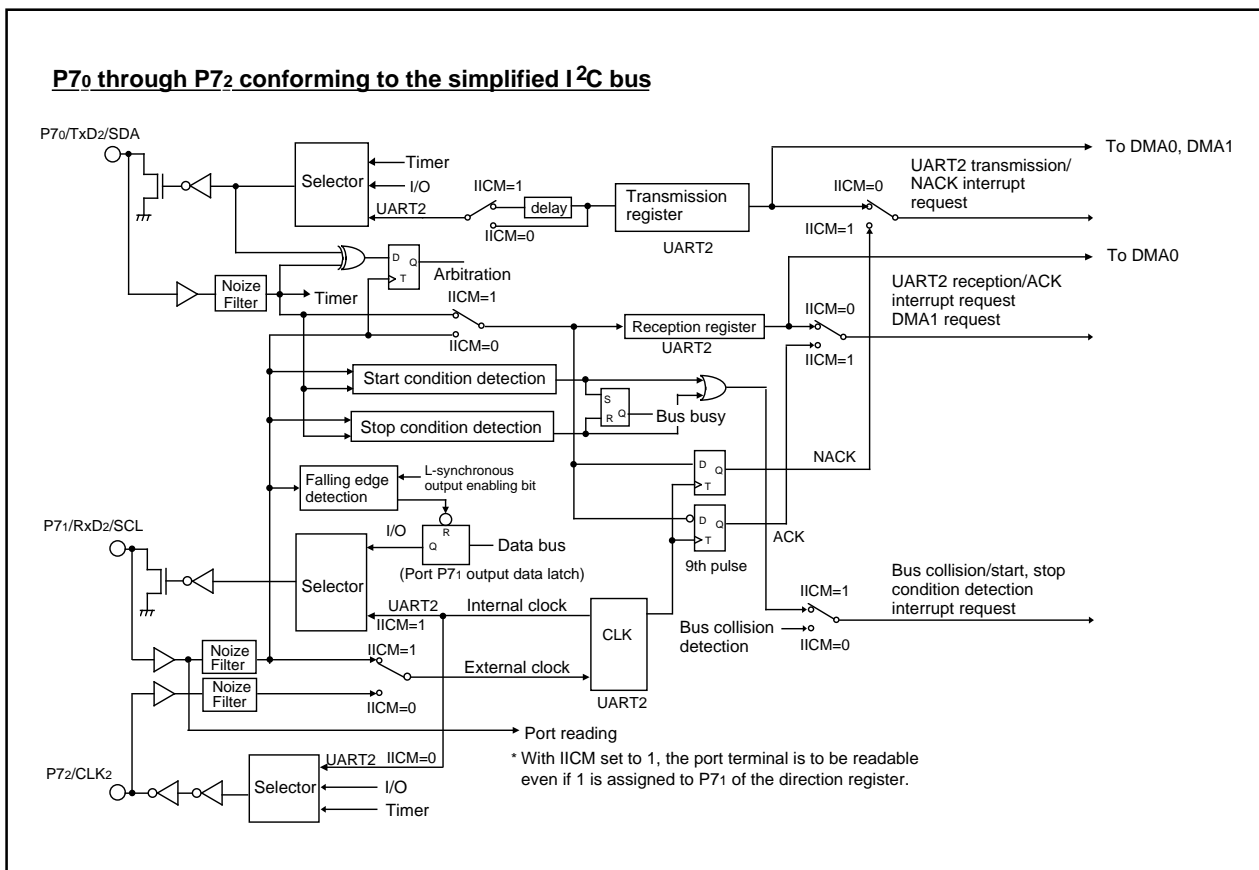 P70 through P72 conforming to the simplified I2C bus
P70/TxD2/SDA
Selector
Timer
I/O
UART2
IICM=1
delay
IICM=0
Transmission
register
UART2
To DMA0, DMA1
IICM=0
UART2 transmission/
NACK interrupt
request
IICM=1
To DMA0
D
Q
T
Arbitration
Noize
Filter
Timer
IICM=1
IICM=0
Reception register
UART2
IICM=0
IICM=1
UART2 reception/ACK
interrupt request
DMA1 request
Start condition detection
S
R
Q
Bus busy
Stop condition detection
NACK
D
Q
T
Falling edge
detection
L-synchronous
output enabling bit
D
Q
T
ACK
9th pulse
P71/RxD2/SCL
I/O
R
Q
Data bus
(Port P71 output data latch)
Selector
UART2
IICM=1
Internal clock
CLK
UART2
Bus collision/start, stop
condition detection
interrupt request
IICM=1
Bus collision
detection
IICM=0
Noize
Filter
IICM=1
External clock
Noize
Filter
IICM=0
Port reading
* With IICM set to 1, the port terminal is to be readable
even if 1 is assigned to P71 of the direction register.
P72/CLK2
Selector
UART2
IICM=0
I/O
Timer